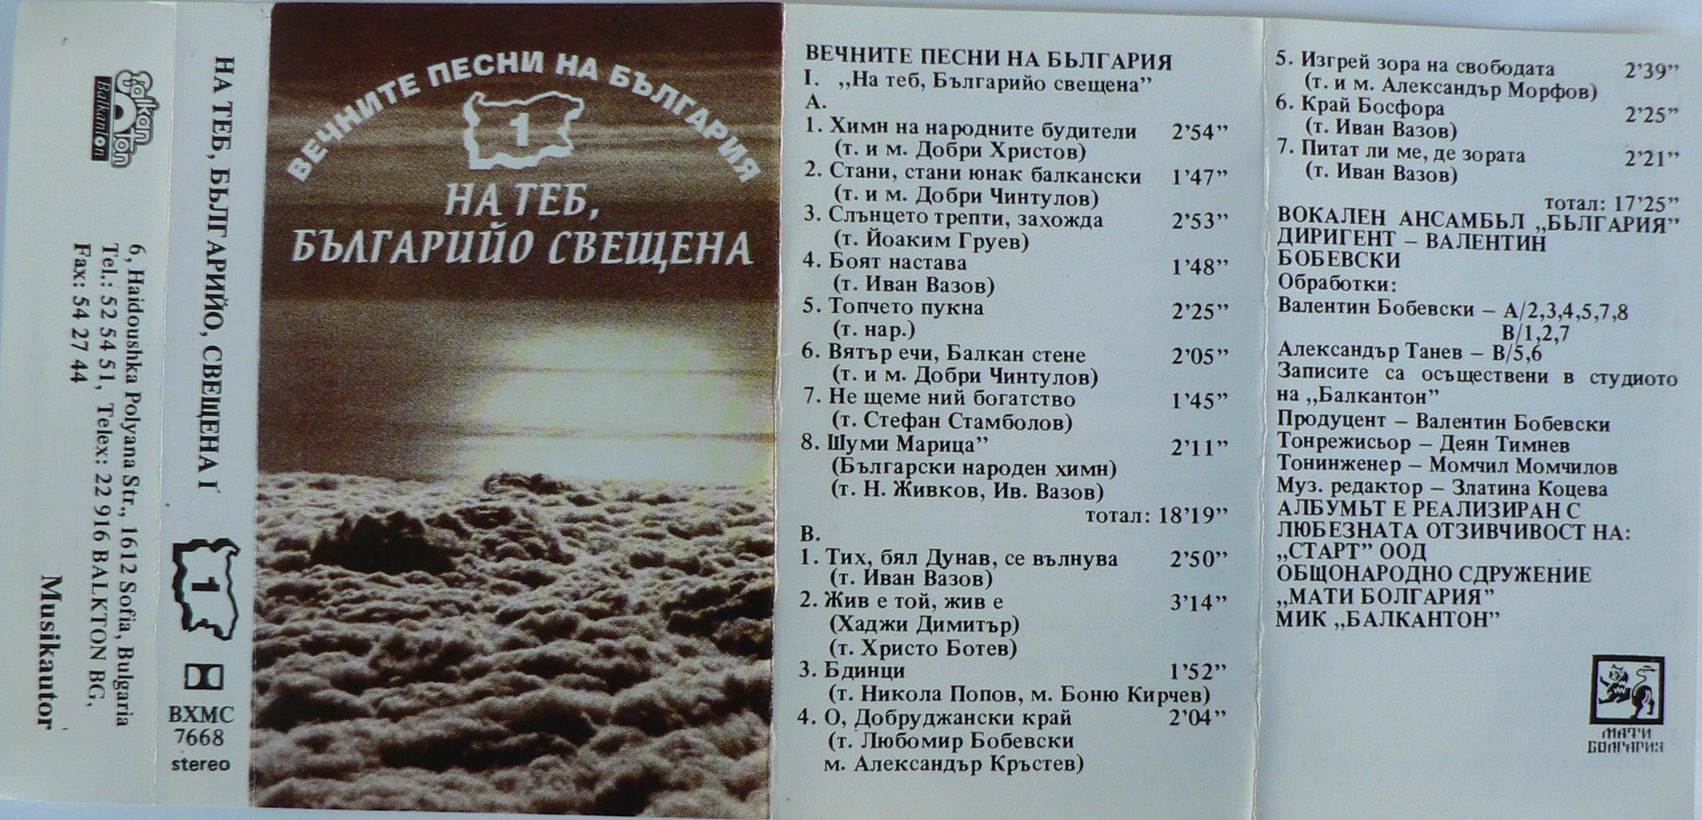 Balkanton
Balkanton
6, Haidoushka Polyana Str., 1612 Sofia, Bulgaria
Tel.: 52 54 51, Telex: 22 916 BALKTON BG,
Fax: 54 27 44
Musikautor
НА ТЕБ, БЪЛГАРИЙО, СВЕЩЕНА I
1
ВХМС
7668
stereo
ВЕЧНИТЕ ПЕСНИ НА БЪЛГАРИЯ
1
НА ТЕБ,
БЪЛГАРИЙО СВЕЩЕНА
ВЕЧНИТЕ ПЕСНИ НА БЪЛГАРИЯ
I. „На теб, Българийо свещена”
А.
1. Химн на народните будители 2’54”
(т. и м. Добри Христов)
2. Стани, стани юнак балкански 1’47”
(т. и м. Добри Чинтулов)
3. Слънцето трепти, захожда 2’53”
(т. Йоаким Груев)
4. Боят настава 1’48”
(т. Иван Вазов)
5. Топчето пукна 2’25”
(т. нар.)
6. Вятър ечи, Балкан стене 2’05”
(т. и м. Добри Чинтулов)
7. Не щеме ний богатство 1’45”
(т. Стефан Стамболов)
8. Шуми Марица” 2’11”
(Български народен химн)
(т. Н. Живков, Ив. Вазов)
тотал: 18’19”
В.
1. Тих, бял Дунав, се вълнува 2’50”
(т. Иван Вазов)
2. Жив е той, жив е 3’14”
(Хаджи Димитър)
(т. Христо Ботев)
3. Бдинци 1’52”
(т. Никола Попов, м. Боню Кирчев)
4. О, Добруджански край 2’04”
(т. Любомир Бобевски
м. Александър Кръстев)
5. Изгрей зора на свободата 2’39”
(т. и м. Александър Морфов)
6. Край Босфора 2’25”
(т. Иван Вазов)
7. Питат ли ме, де зората 2’21”
(т. Иван Вазов)
тотал: 17’25”
ВОКАЛЕН АНСАМБЪЛ „БЪЛГАРИЯ”
ДИРИГЕНТ – ВАЛЕНТИН
БОБЕВСКИ
Обработки:
Валентин Бобевски – А/2,3,4,5,7,8
В/1,2,7
Александър Танев – В/5,6
Записите са осъществени в студиото
на „Балкантон”
Продуцент – Валентин Бобевски
Тонрежисьор – Деян Тимнев
Тонинженер – Момчил Момчилов
Муз. редактор – Златина Коцева
АЛБУМЪТ Е РЕАЛИЗИРАН С
ЛЮБЕЗНАТА ОТЗИВЧИВОСТ НА:
„СТАРТ” ООД
ОБЩОНАРОДНО СДРУЖЕНИЕ
„МАТИ БОЛГАРИЯ”
МИК „БАЛКАНТОН”
МАТИ
БОЛГАРИЯ